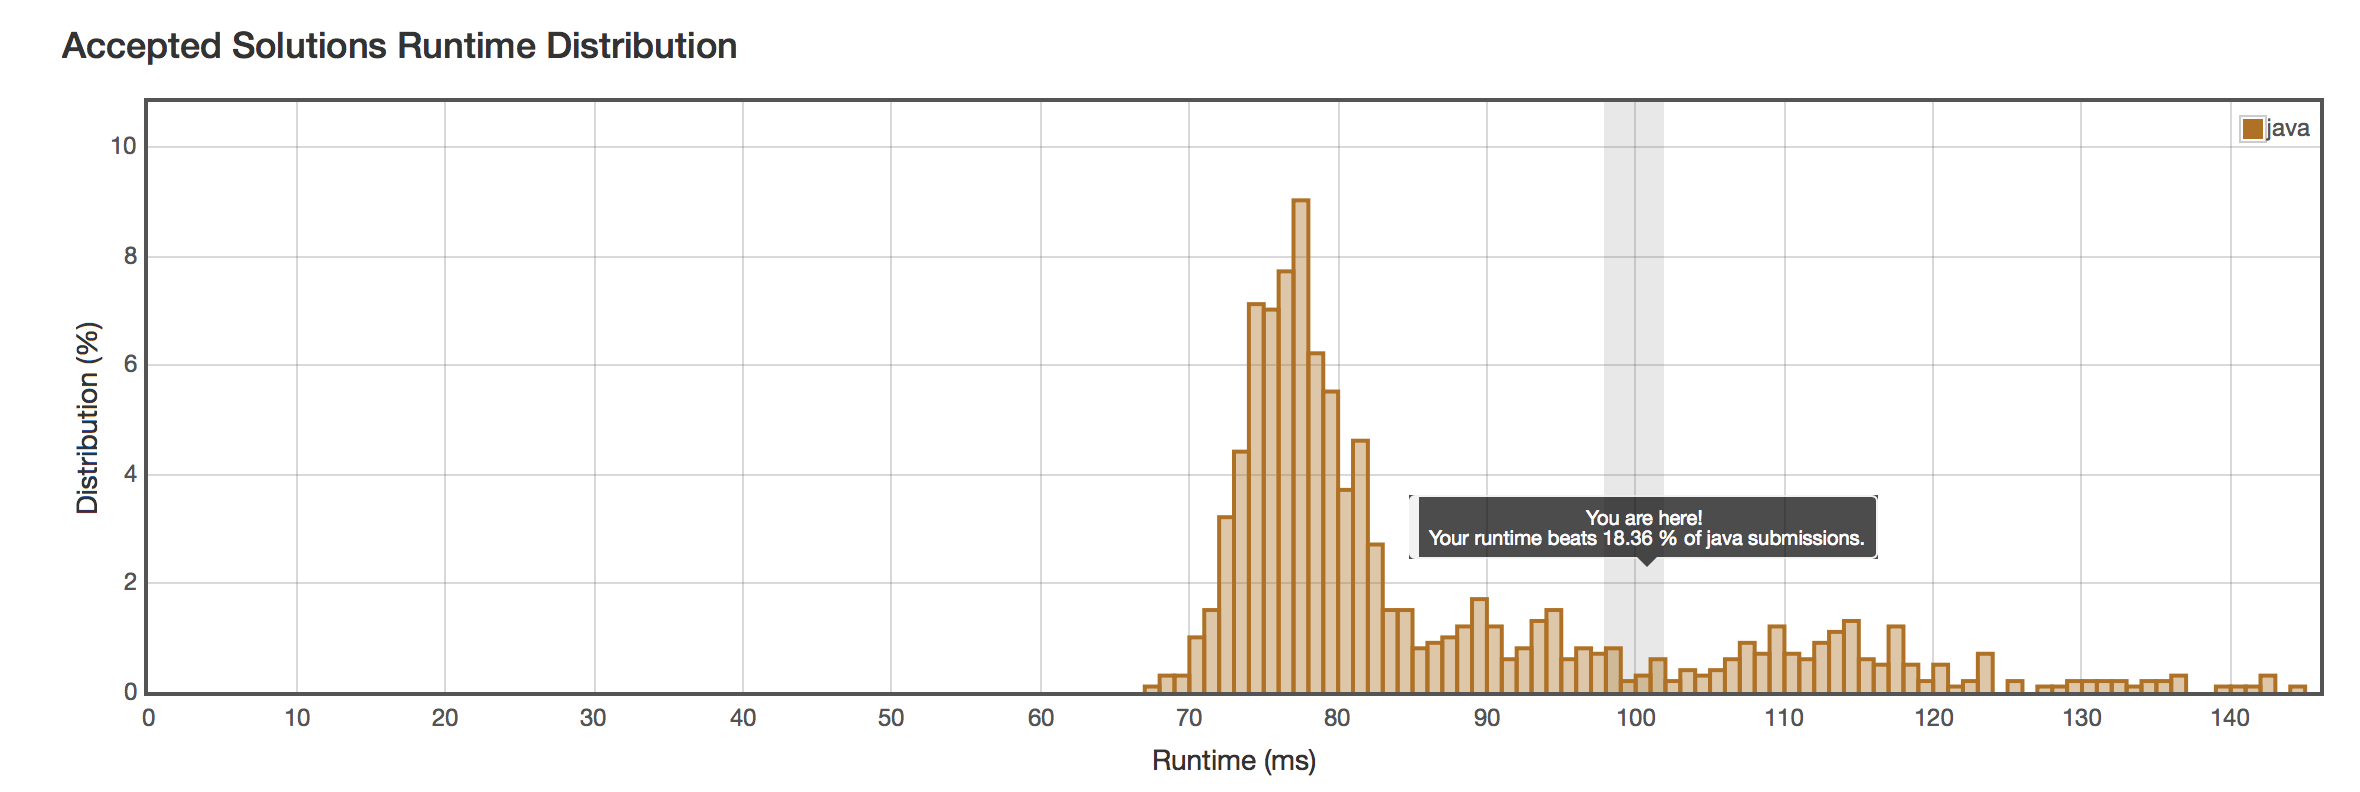 Accepted Solutions Runtime Distribution
java
10
8
6
4
2
0
Distribution (%)
You are here!
Your runtime beats 18.36 % of java submissions.
0 10 20 30 40 50 60 70 80 90 100 110 120 130 140
Runtime (ms)